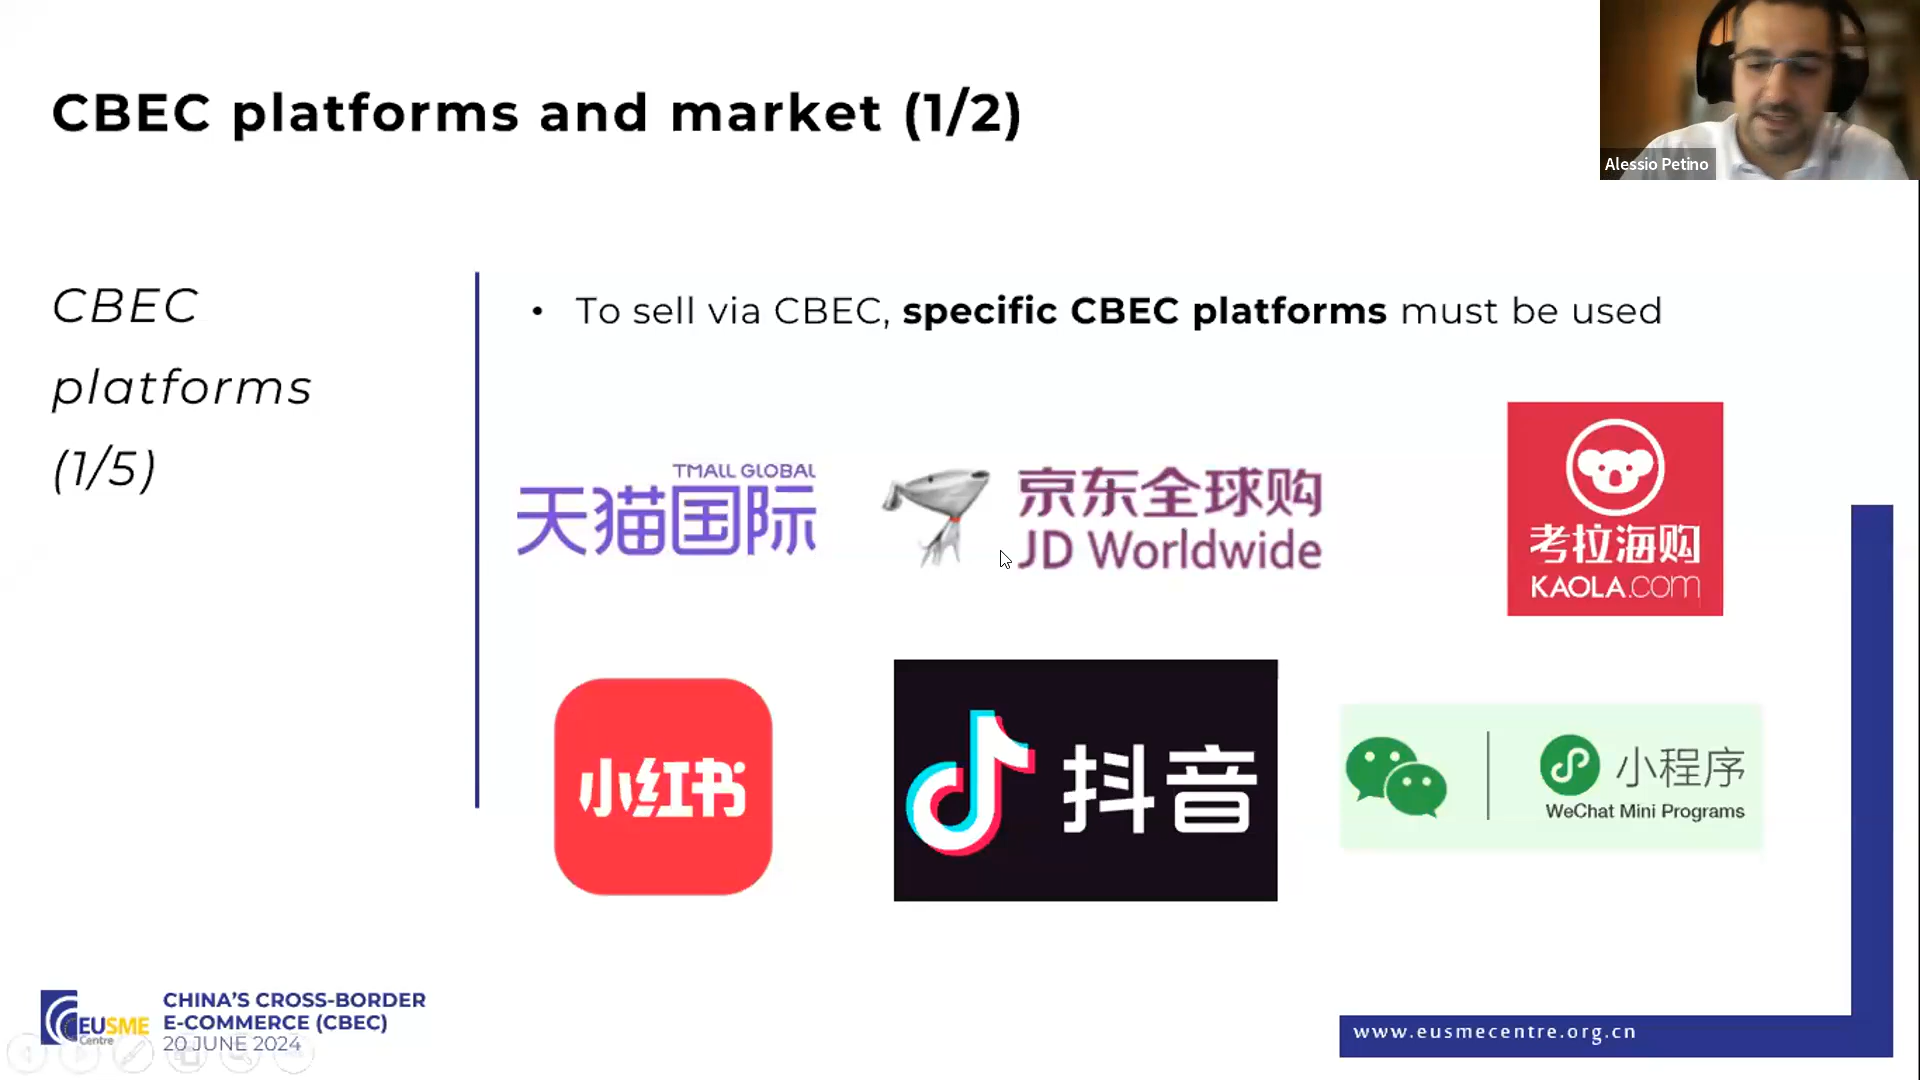 CBEC platforms and market (1/2)
Alessio Petino
CBEC
platforms
(1/5)
• To sell via CBEC, specific CBEC platforms must be used
TMALL GLOBAL
天猫国际
京东全球购
JD Worldwide
考拉海购
KAOLA.com
小红书
抖音
小程序
WeChat Mini Programs
EUSME
Centre
CHINA'S CROSS-BORDER
E-COMMERCE (CBEC)
20 JUNE 2024
www.eusmecentre.org.cn